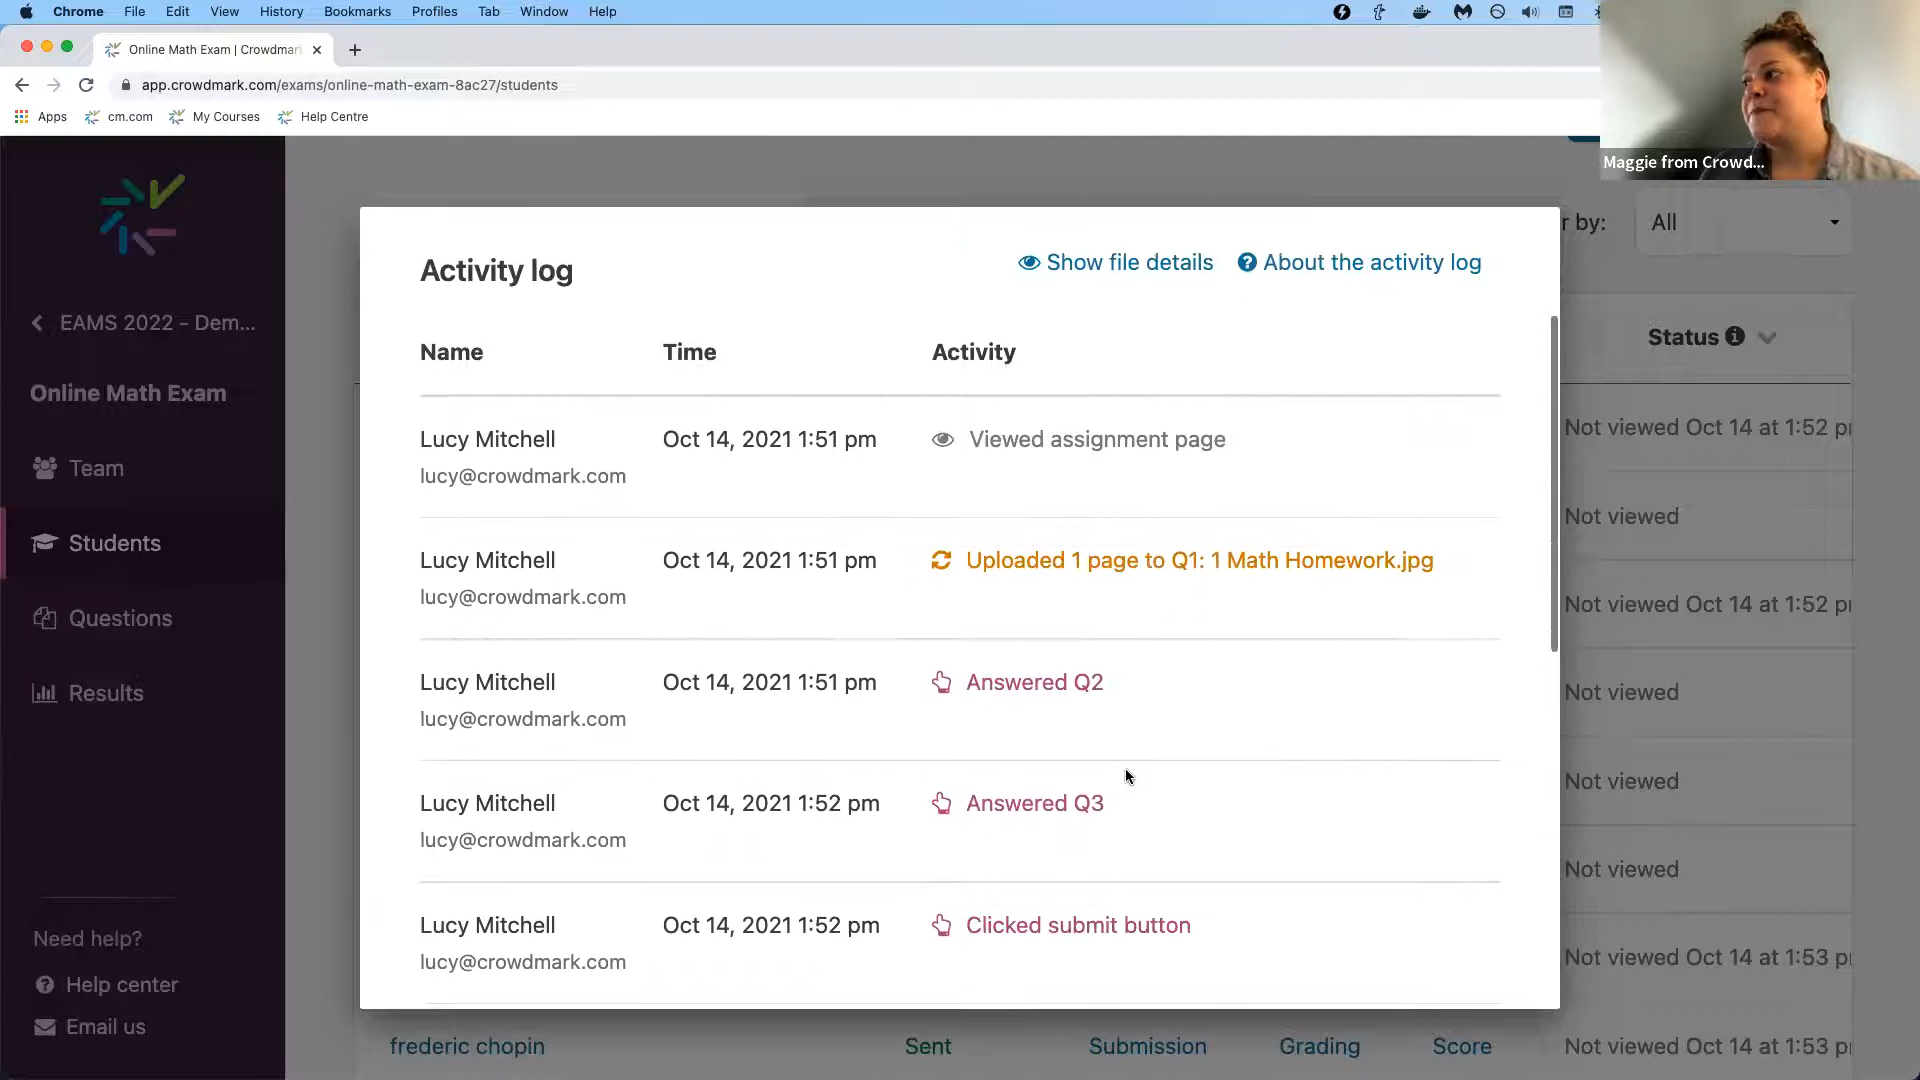 Chrome File Edit View History Bookmarks Profiles Tab Window Help
Online Math Exam | Crowdmar
app.crowdmark.com/exams/online-math-exam-8ac27/students
Apps cm.com My Courses Help Centre
Maggie from Crowd...
r by: All
Activity log Show file details About the activity log
EAMS 2022 - Dem...
Status
Name Time Activity
Online Math Exam
Not viewed Oct 14 at 1:52 p
Lucy Mitchell Oct 14, 2021 1:51 pm Viewed assignment page
lucy@crowdmark.com
Team
Not viewed
Students
Lucy Mitchell Oct 14, 2021 1:51 pm Uploaded 1 page to Q1: 1 Math Homework.jpg
lucy@crowdmark.com
Not viewed Oct 14 at 1:52 p
Questions
Lucy Mitchell Oct 14, 2021 1:51 pm Answered Q2
lucy@crowdmark.com
Not viewed
Results
Not viewed
Lucy Mitchell Oct 14, 2021 1:52 pm Answered Q3
lucy@crowdmark.com
Not viewed
Lucy Mitchell Oct 14, 2021 1:52 pm Clicked submit button
lucy@crowdmark.com
Need help?
Not viewed Oct 14 at 1:53 p
Help center
Email us
frederic chopin Sent Submission Grading Score Not viewed Oct 14 at 1:53 p